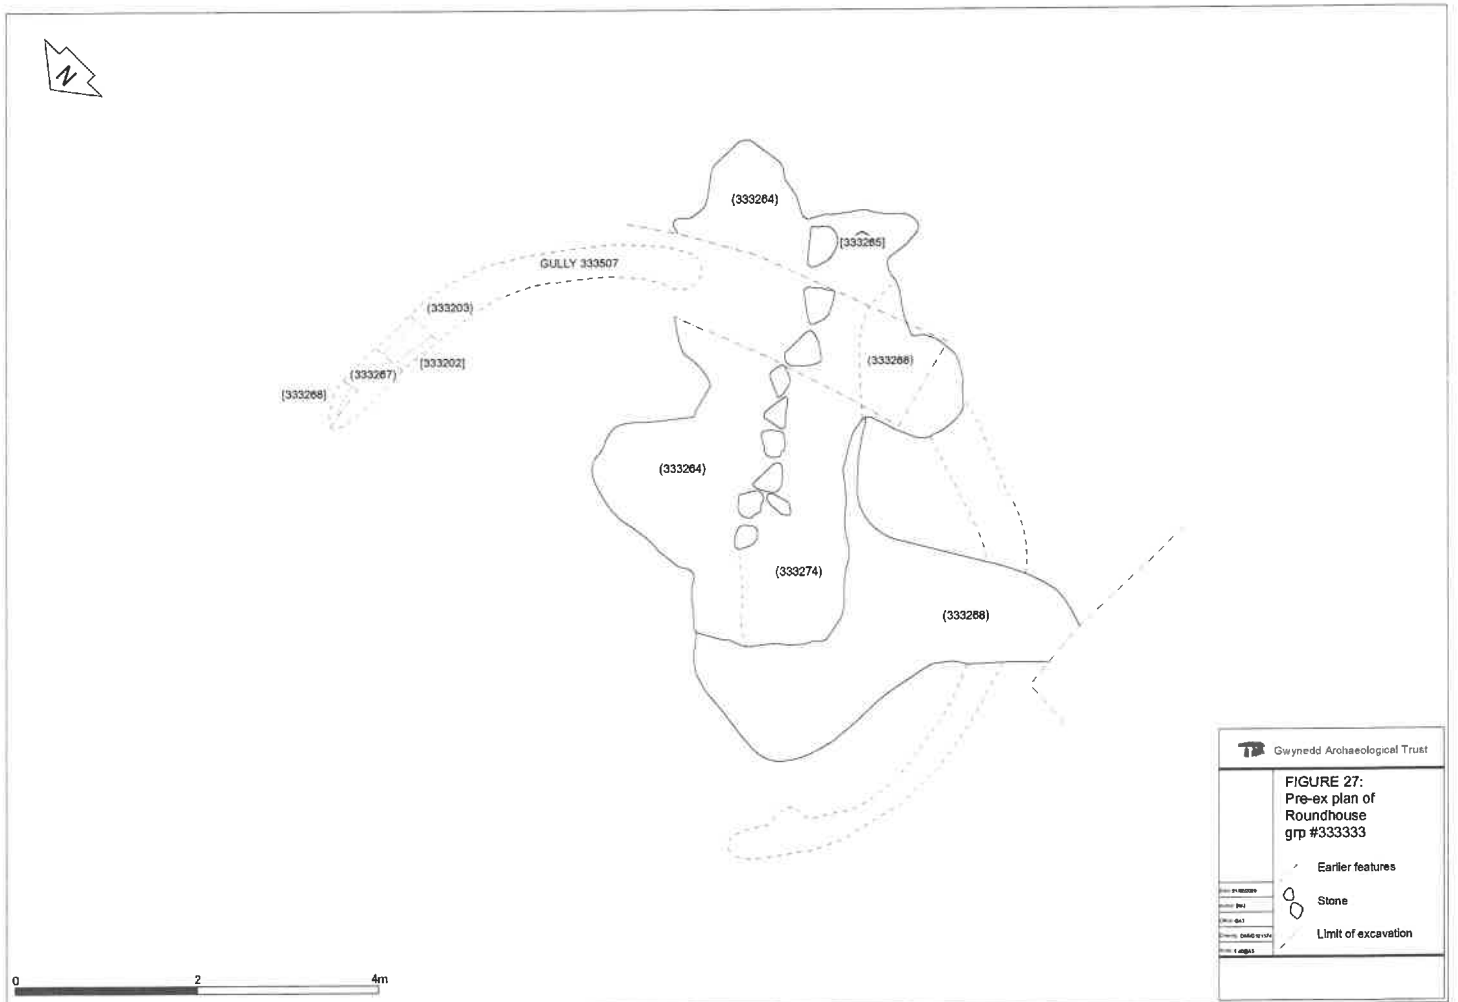 N
(333264)
[333265]
GULLY 333507
(333203)
[333202]
(333267)
[333268]
(333268)
(333264)
(333274)
(333268)
Gwynedd Archaeological Trust
FIGURE 27:
Pre-ex plan of
Roundhouse
grp #333333
Earlier features
Stone
Limit of excavation
0 2 4m